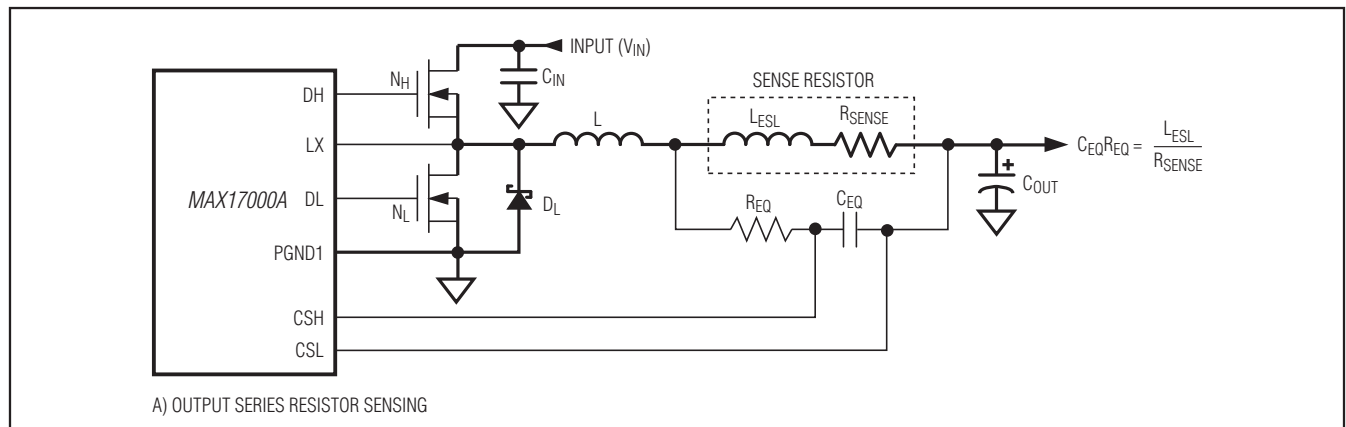 INPUT (VIN)
CIN
NH
DH
SENSE RESISTOR
LESL
RSENSE
L
LX
CEQREQ = LESL / RSENSE
+
COUT
MAX17000A
DL
NL
DL
REQ
CEQ
PGND1
CSH
CSL
A) OUTPUT SERIES RESISTOR SENSING